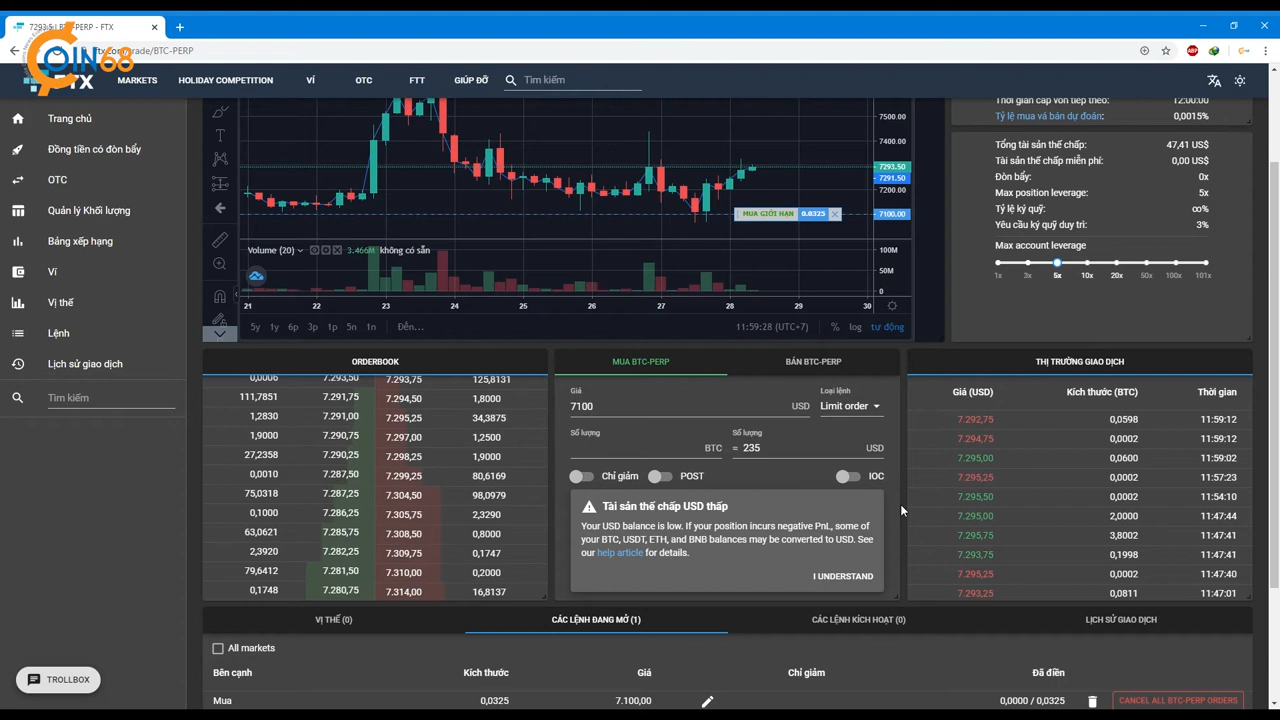 7293.5 | BTC-PERP - FTX
ftx.com/trade/BTC-PERP
COIN68
FTX
MARKETS
HOLIDAY COMPETITION
VÍ
OTC
FTT
GIÚP ĐỠ
Tìm kiếm
ABP
Trang chủ
Đồng tiền có đòn bẩy
OTC
Quản lý Khối lượng
Bảng xếp hạng
Ví
Vị thế
Lệnh
Lịch sử giao dịch
Tìm kiếm
TROLLBOX
7500.00
7400.00
7293.50
7291.50
7200.00
7100.00
MUA GIỚI HẠN 0.0325
Volume (20) 3.466M không có sẵn
100M
50M
0
21 22 23 24 25 26 27 28 29 30
5y 1y 6p 3p 1p 5n 1n Đến...
11:59:28 (UTC+7) % log tự động
Thời gian cấp vốn tiếp theo: 12:00:00
Tỷ lệ mua và bán dự đoán: 0,0015%
Tổng tài sản thế chấp: 47,41 US$
Tài sản thế chấp miễn phí: 0,00 US$
Đòn bẩy: 0x
Max position leverage: 5x
Tỷ lệ ký quỹ: ∞%
Yêu cầu ký quỹ duy trì: 3%
Max account leverage
1x 3x 5x 10x 20x 50x 100x 101x
ORDERBOOK
0,0006 7.293,50 7.293,75 125,8131
111,7851 7.291,75 7.294,50 1,8000
1,2830 7.291,00 7.295,25 34,3875
1,9000 7.290,75 7.297,00 1,2500
27,2358 7.290,25 7.298,25 1,9000
0,0010 7.287,50 7.299,25 80,6169
75,0318 7.287,25 7.304,50 98,0979
0,1000 7.286,25 7.305,75 2,3290
63,0621 7.285,75 7.308,50 0,8000
2,3920 7.282,25 7.309,75 0,1747
79,6412 7.281,50 7.310,00 0,2000
0,1748 7.280,75 7.314,00 16,8137
MUA BTC-PERP
BÁN BTC-PERP
Giá
7100 USD
Loại lệnh
Limit order
Số lượng
BTC
Số lượng
≈ 235 USD
Chỉ giảm
POST
IOC
Tài sản thế chấp USD thấp
Your USD balance is low. If your position incurs negative PnL, some of
your BTC, USDT, ETH, and BNB balances may be converted to USD. See
our help article for details.
I UNDERSTAND
THỊ TRƯỜNG GIAO DỊCH
Giá (USD) Kích thước (BTC) Thời gian
7.292,75 0,0598 11:59:12
7.294,75 0,0002 11:59:12
7.295,00 0,0600 11:59:02
7.295,25 0,0002 11:57:23
7.295,50 0,0002 11:54:10
7.295,00 2,0000 11:47:44
7.295,75 3,8002 11:47:41
7.293,75 0,1998 11:47:41
7.295,25 0,0002 11:47:40
7.293,25 0,0811 11:47:01
VỊ THẾ (0)
CÁC LỆNH ĐANG MỞ (1)
CÁC LỆNH KÍCH HOẠT (0)
LỊCH SỬ GIAO DỊCH
All markets
Bên cạnh Kích thước Giá Chỉ giảm Đã điền
Mua 0,0325 7.100,00 0,0000 / 0,0325 CANCEL ALL BTC-PERP ORDERS